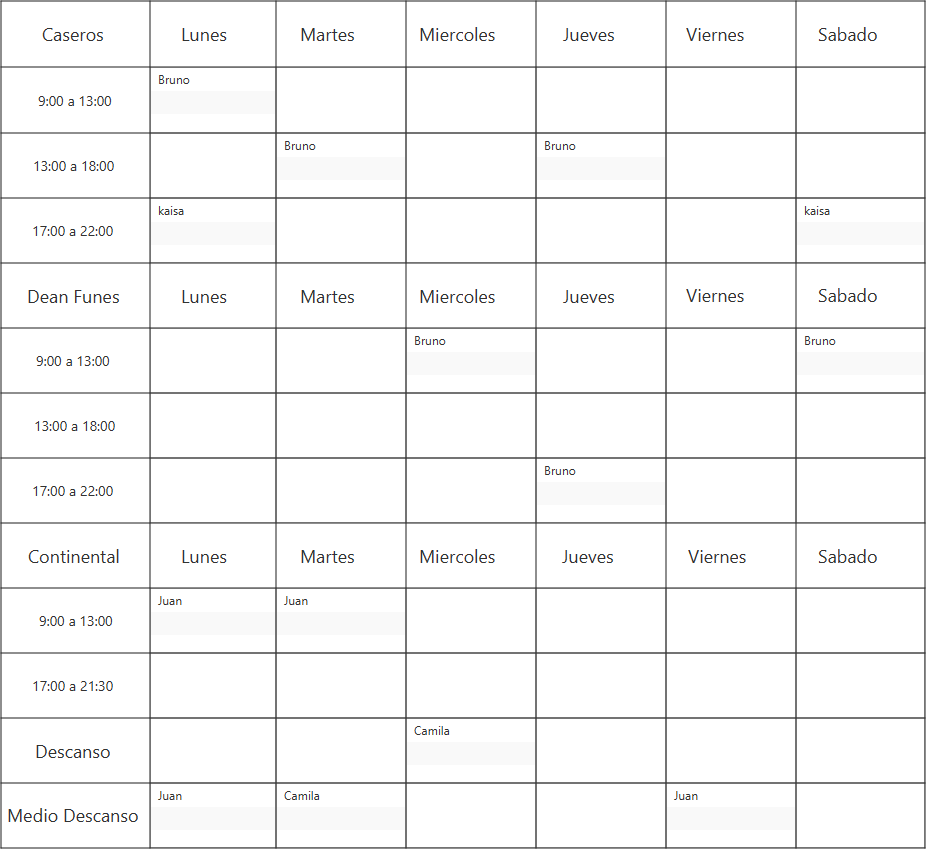 Caseros Lunes Martes Miercoles Jueves Viernes Sabado
Bruno
9:00 a 13:00
Bruno Bruno
13:00 a 18:00
kaisa kaisa
17:00 a 22:00
Dean Funes Lunes Martes Miercoles Jueves Viernes Sabado
Bruno Bruno
9:00 a 13:00
13:00 a 18:00
Bruno
17:00 a 22:00
Continental Lunes Martes Miercoles Jueves Viernes Sabado
Juan Juan
9:00 a 13:00
17:00 a 21:30
Camila
Descanso
Juan Camila Juan
Medio Descanso